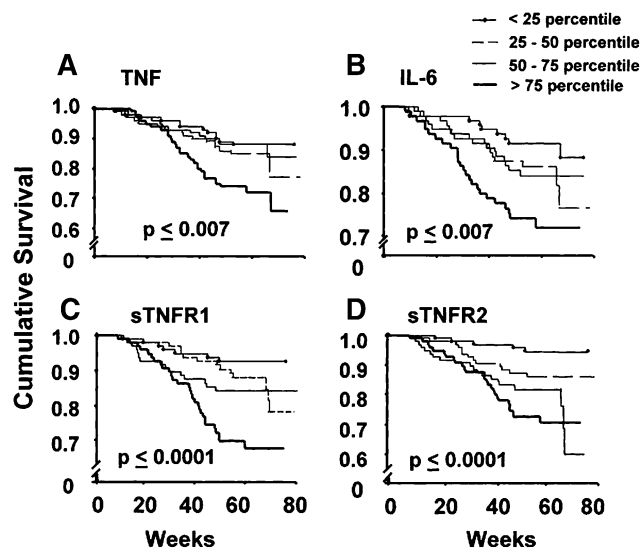 < 25 percentile
25 - 50 percentile
50 - 75 percentile
> 75 percentile
A TNF
B IL-6
1.0
0.9
0.8
0.7
0.6
0
p ≤ 0.007
1.0
0.9
0.8
0.7
0
p ≤ 0.007
Cumulative Survival
C sTNFR1
D sTNFR2
1.0
0.9
0.8
0.7
0
p ≤ 0.0001
0 20 40 60 80
Weeks
1.0
0.9
0.8
0.7
0.6
0
p ≤ 0.0001
0 20 40 60 80
Weeks